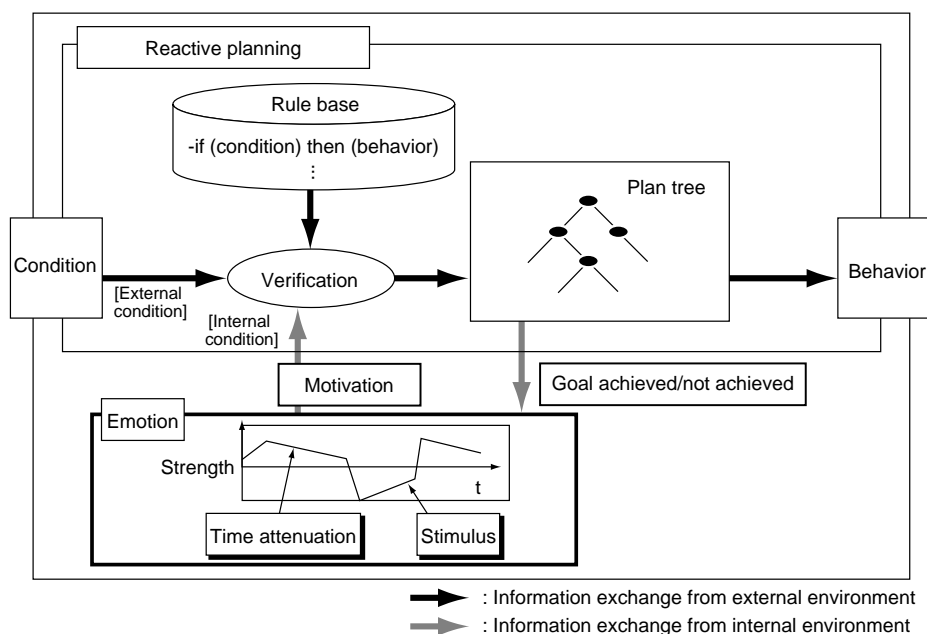 Reactive planning
Rule base
-if (condition) then (behavior)
⋮
Plan tree
Condition
Verification
Behavior
[External
condition]
[Internal
condition]
Motivation
Goal achieved/not achieved
Emotion
Strength
t
Time attenuation
Stimulus
: Information exchange from external environment
: Information exchange from internal environment